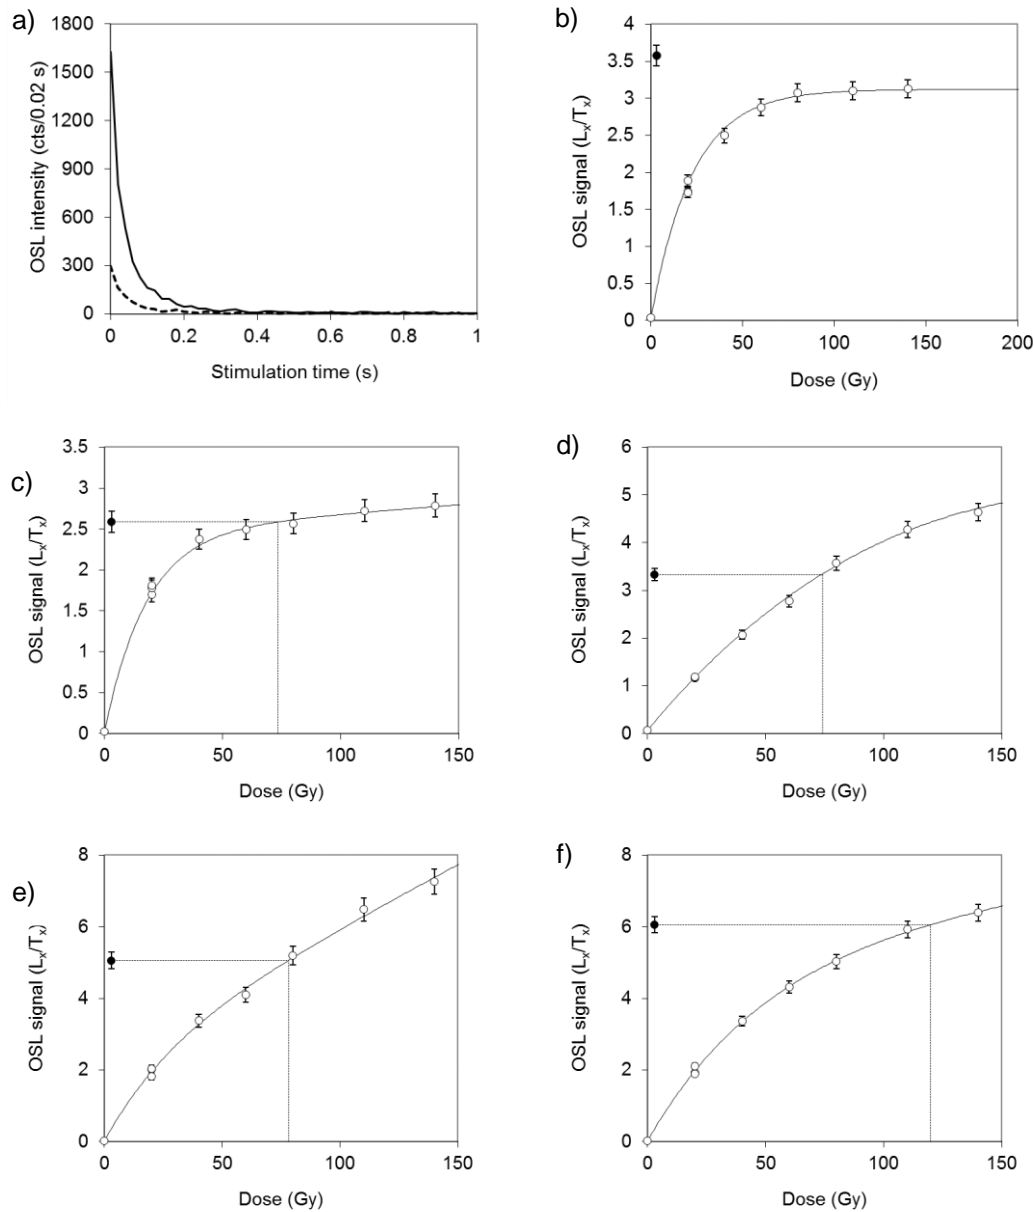 a)
1800
1500
1200
900
600
300
0
OSL intensity (cts/0.02 s)
0 0.2 0.4 0.6 0.8 1
Stimulation time (s)
b)
4
3.5
3
2.5
2
1.5
1
0.5
0
OSL signal (Lx/Tx)
0 50 100 150 200
Dose (Gy)
c)
3.5
3
2.5
2
1.5
1
0.5
0
OSL signal (Lx/Tx)
0 50 100 150
Dose (Gy)
d)
6
5
4
3
2
1
0
OSL signal (Lx/Tx)
0 50 100 150
Dose (Gy)
e)
8
6
4
2
0
OSL signal (Lx/Tx)
0 50 100 150
Dose (Gy)
f)
8
6
4
2
0
OSL signal (Lx/Tx)
0 50 100 150
Dose (Gy)